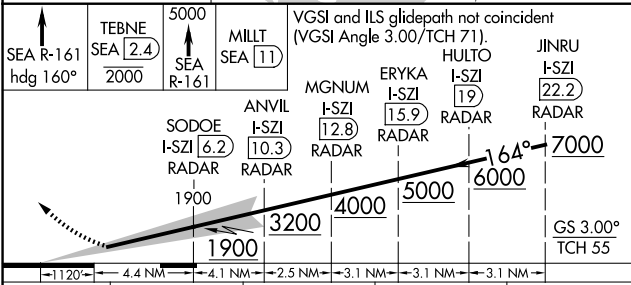 SEA R-161
hdg 160°
TEBNE
SEA 2.4
2000
5000
SEA
R-161
MILLT
SEA 11
VGSI and ILS glidepath not coincident
(VGSI Angle 3.00/TCH 71).
JINRU
I-SZI
22.2
RADAR
HULTO
I-SZI
19
RADAR
ERYKA
I-SZI
15.9
RADAR
MGNUM
I-SZI
12.8
RADAR
ANVIL
I-SZI
10.3
RADAR
SODOE
I-SZI 6.2
RADAR
1900
164°
7000
6000
5000
4000
3200
1900
GS 3.00°
TCH 55
1120'
4.4 NM
4.1 NM
2.5 NM
3.1 NM
3.1 NM
3.1 NM